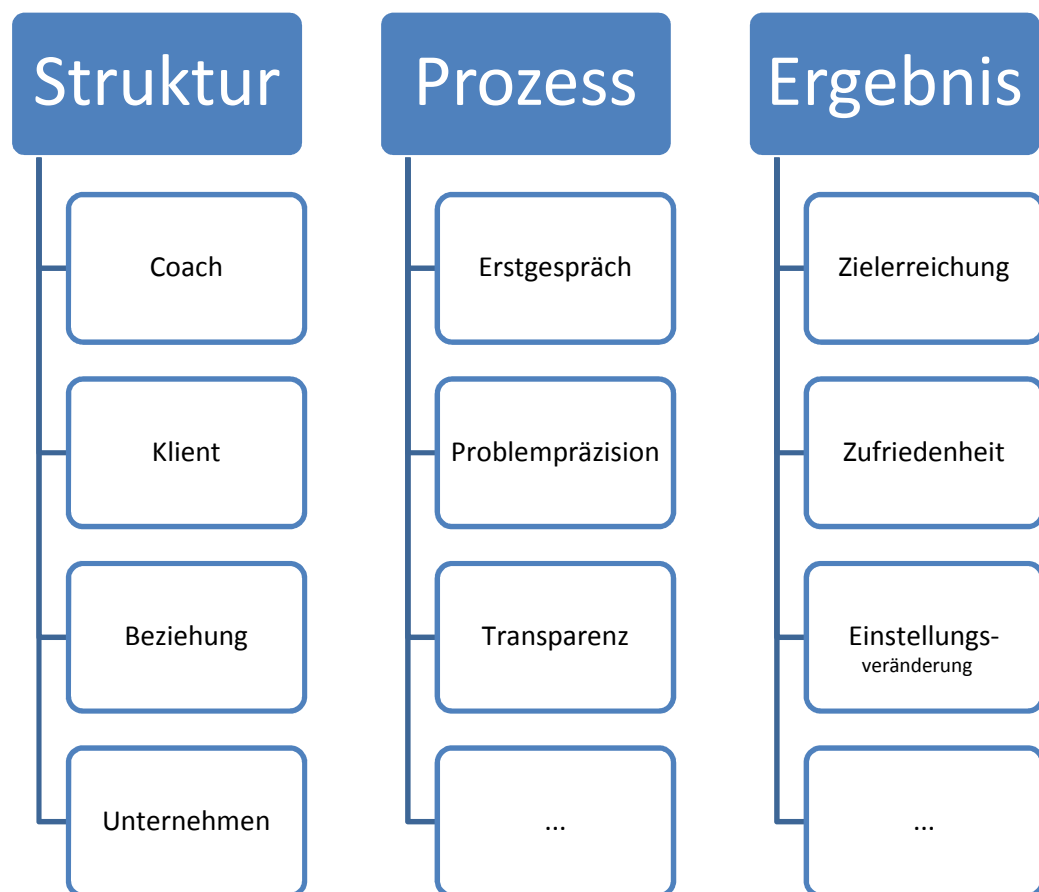 Struktur
Coach
Klient
Beziehung
Unternehmen
Prozess
Erstgespräch
Problempräzision
Transparenz
...
Ergebnis
Zielerreichung
Zufriedenheit
Einstellungs-
veränderung
...